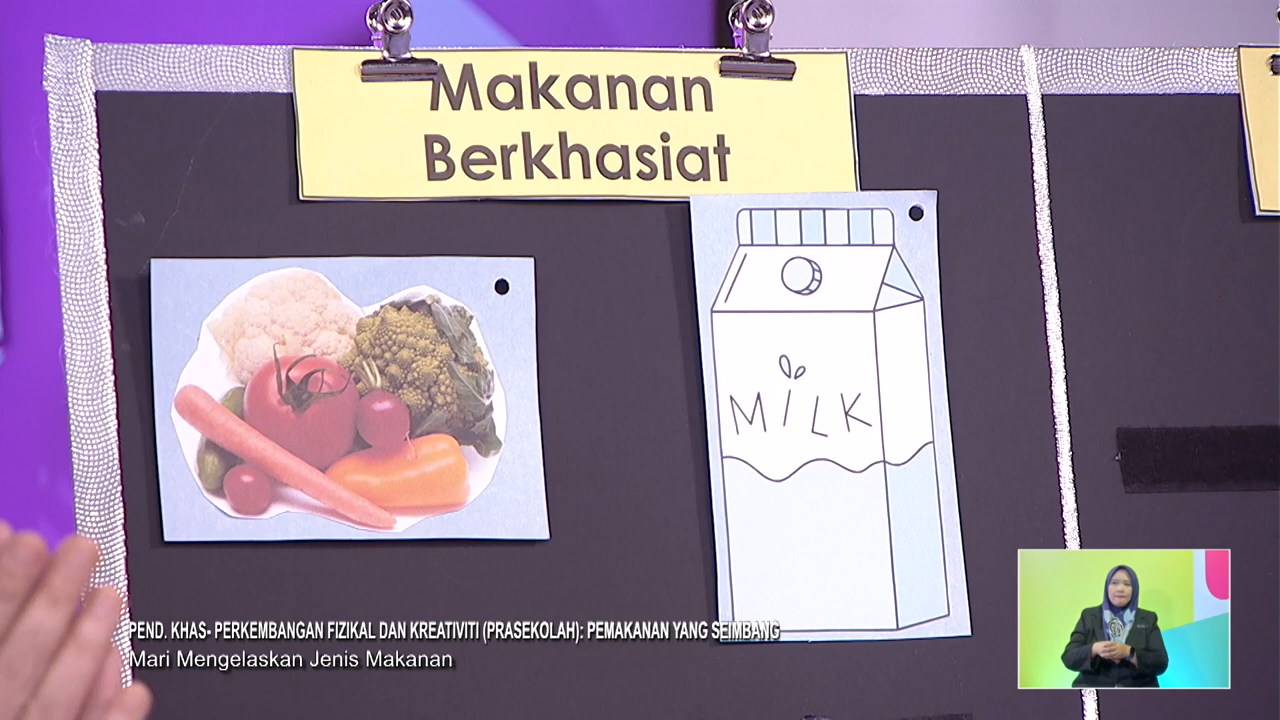 Makanan
Berkhasiat
MILK
PEND. KHAS- PERKEMBANGAN FIZIKAL DAN KREATIVITI (PRASEKOLAH): PEMAKANAN YANG SEIMBANG
Mari Mengelaskan Jenis Makanan